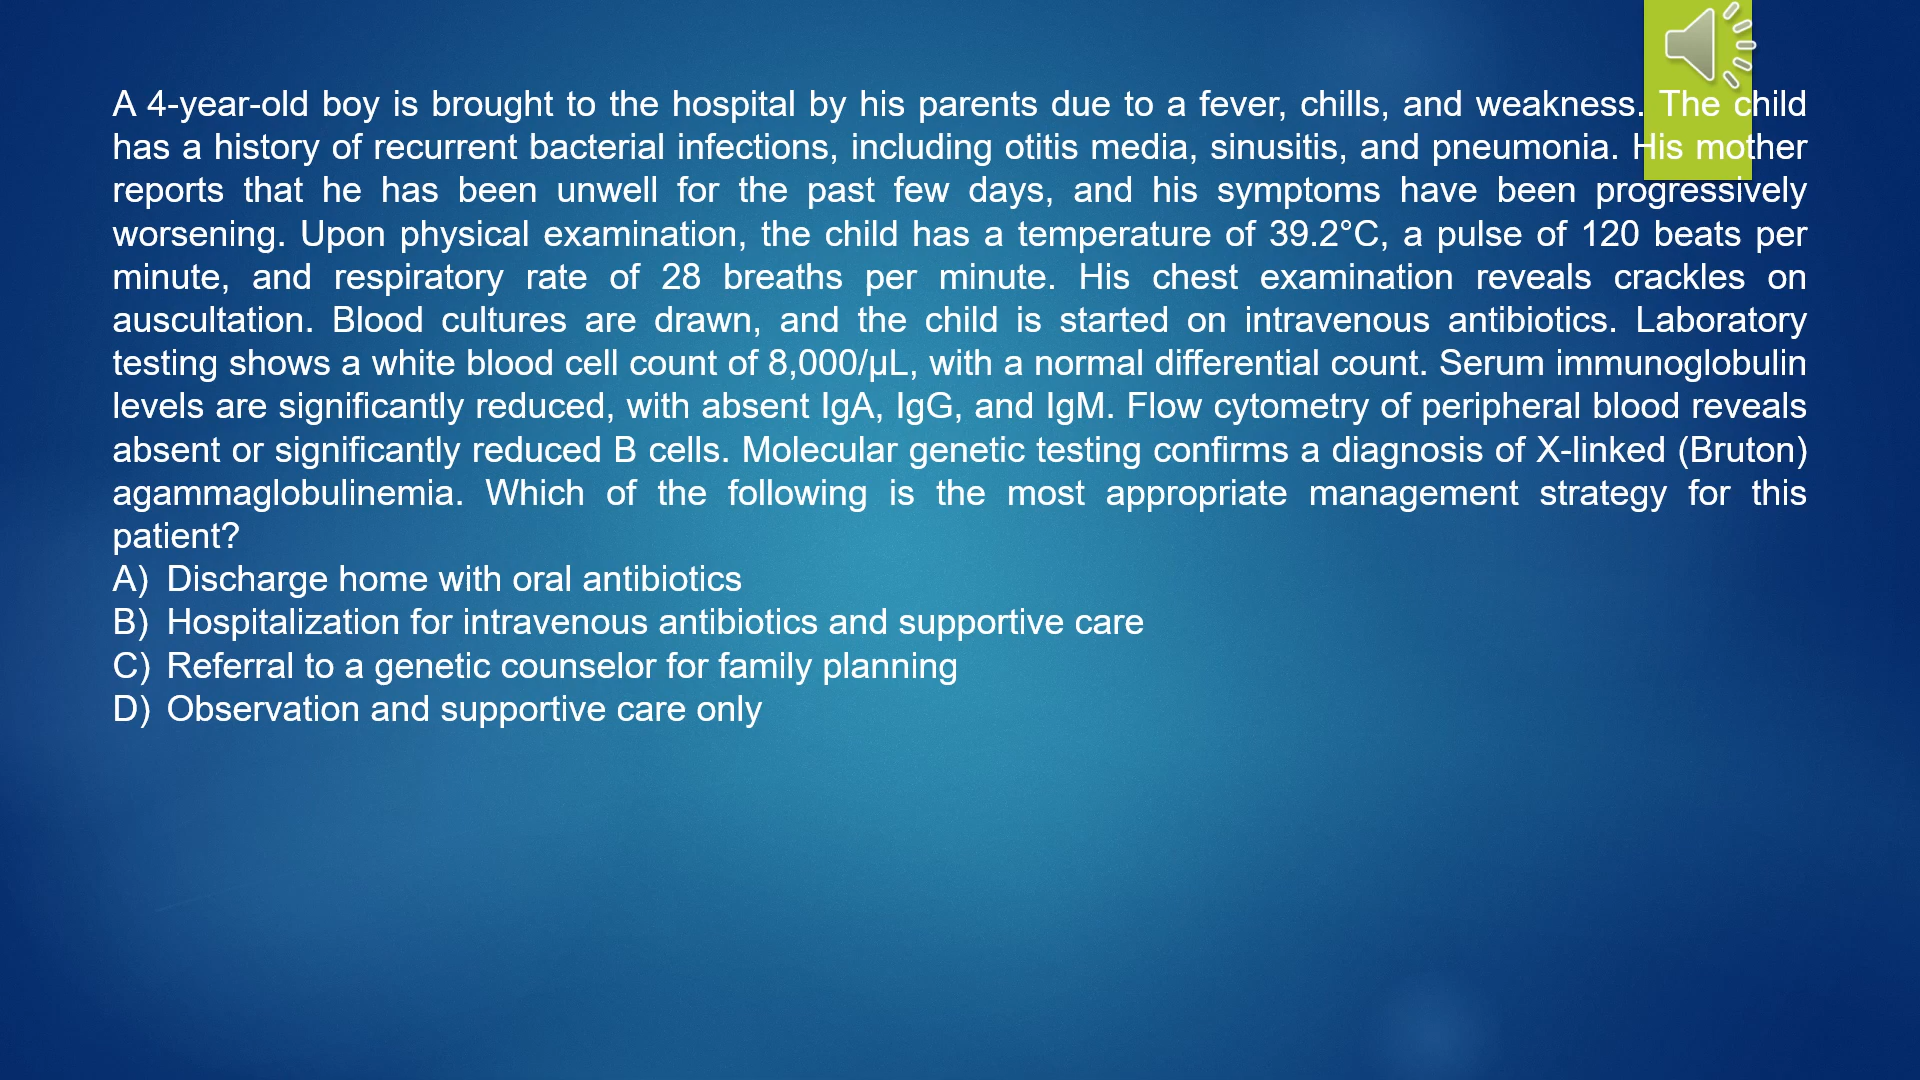 A 4-year-old boy is brought to the hospital by his parents due to a fever, chills, and weakness. The child
has a history of recurrent bacterial infections, including otitis media, sinusitis, and pneumonia. His mother
reports that he has been unwell for the past few days, and his symptoms have been progressively
worsening. Upon physical examination, the child has a temperature of 39.2°C, a pulse of 120 beats per
minute, and respiratory rate of 28 breaths per minute. His chest examination reveals crackles on
auscultation. Blood cultures are drawn, and the child is started on intravenous antibiotics. Laboratory
testing shows a white blood cell count of 8,000/μL, with a normal differential count. Serum immunoglobulin
levels are significantly reduced, with absent IgA, IgG, and IgM. Flow cytometry of peripheral blood reveals
absent or significantly reduced B cells. Molecular genetic testing confirms a diagnosis of X-linked (Bruton)
agammaglobulinemia. Which of the following is the most appropriate management strategy for this
patient?
A) Discharge home with oral antibiotics
B) Hospitalization for intravenous antibiotics and supportive care
C) Referral to a genetic counselor for family planning
D) Observation and supportive care only